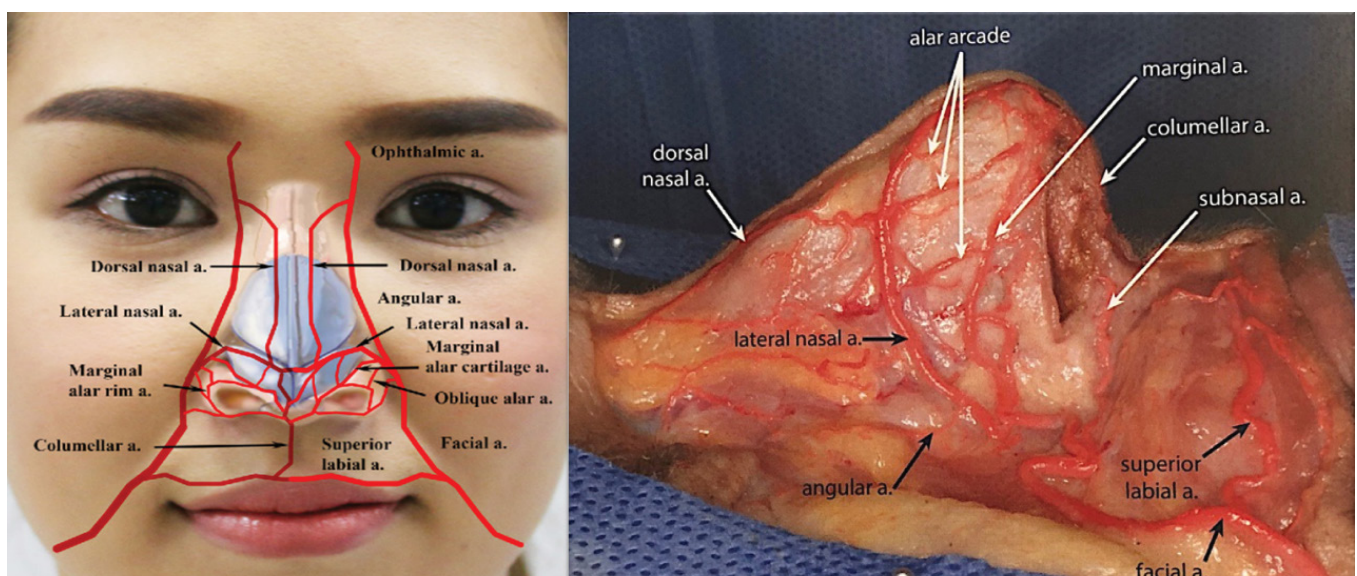 Ophthalmic a.
Dorsal nasal a.
Dorsal nasal a.
Angular a.
Lateral nasal a.
Lateral nasal a.
Marginal
alar cartilage a.
Marginal
alar rim a.
Oblique alar a.
Columellar a.
Superior
labial a.
Facial a.
alar arcade
marginal a.
columellar a.
dorsal
nasal a.
subnasal a.
lateral nasal a.
angular a.
superior
labial a.
facial a.